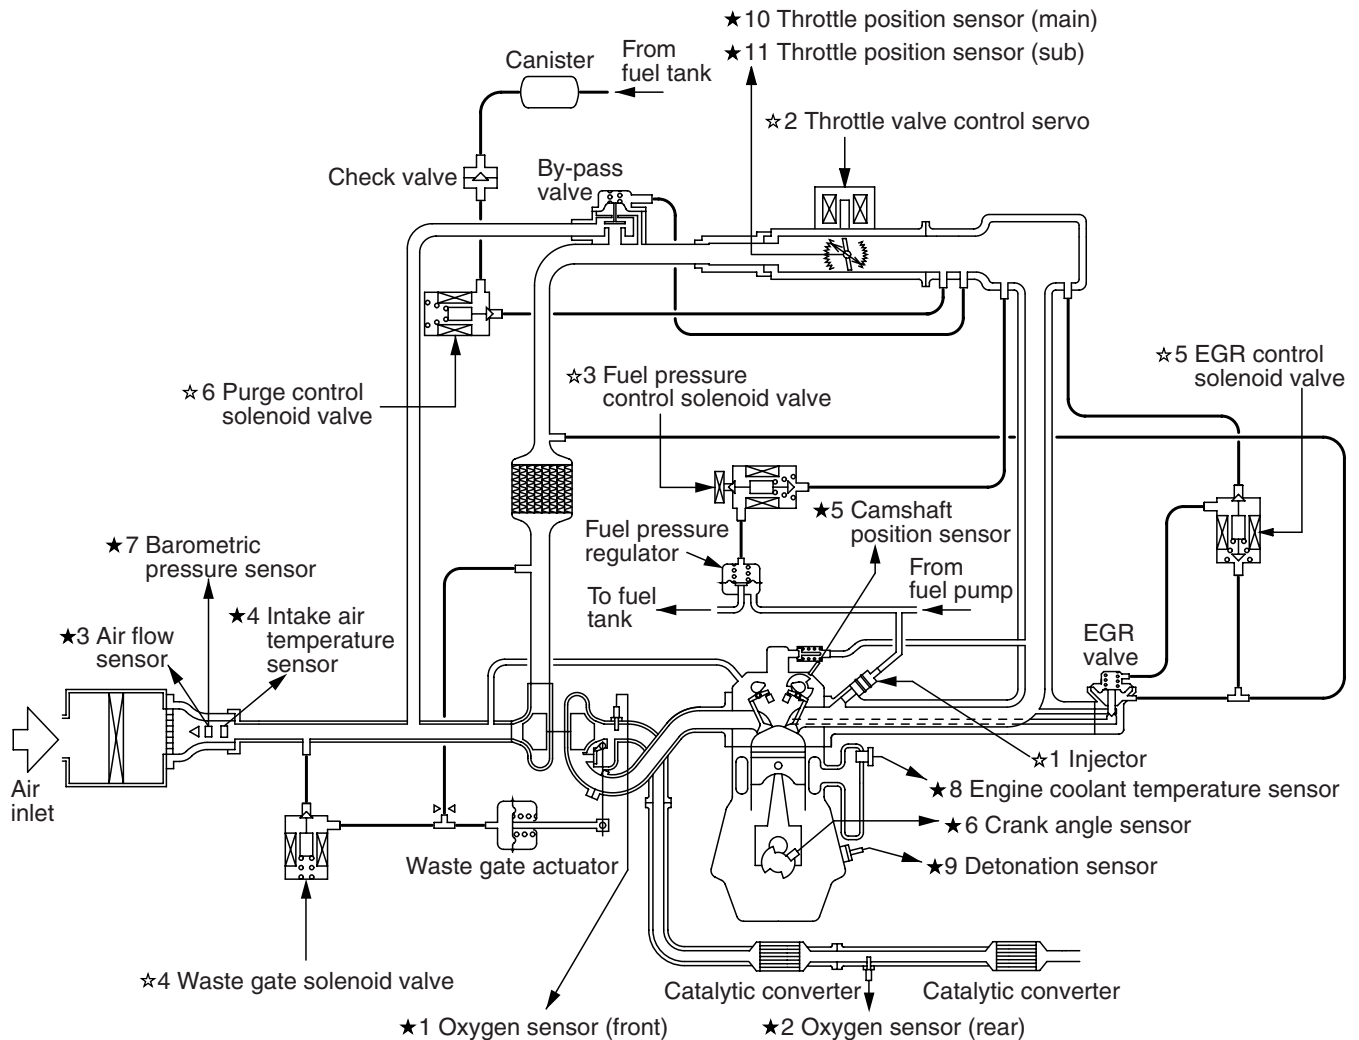 ★10 Throttle position sensor (main)
★11 Throttle position sensor (sub)
Canister
From
fuel tank
☆2 Throttle valve control servo
Check valve
By-pass
valve
☆6 Purge control
solenoid valve
☆3 Fuel pressure
control solenoid valve
☆5 EGR control
solenoid valve
★5 Camshaft
position sensor
Fuel pressure
regulator
From
fuel pump
To fuel
tank
★7 Barometric
pressure sensor
★4 Intake air
temperature
sensor
★3 Air flow
sensor
EGR
valve
Air
inlet
☆1 Injector
★8 Engine coolant temperature sensor
★6 Crank angle sensor
★9 Detonation sensor
Waste gate actuator
☆4 Waste gate solenoid valve
Catalytic converter
Catalytic converter
★1 Oxygen sensor (front)
★2 Oxygen sensor (rear)